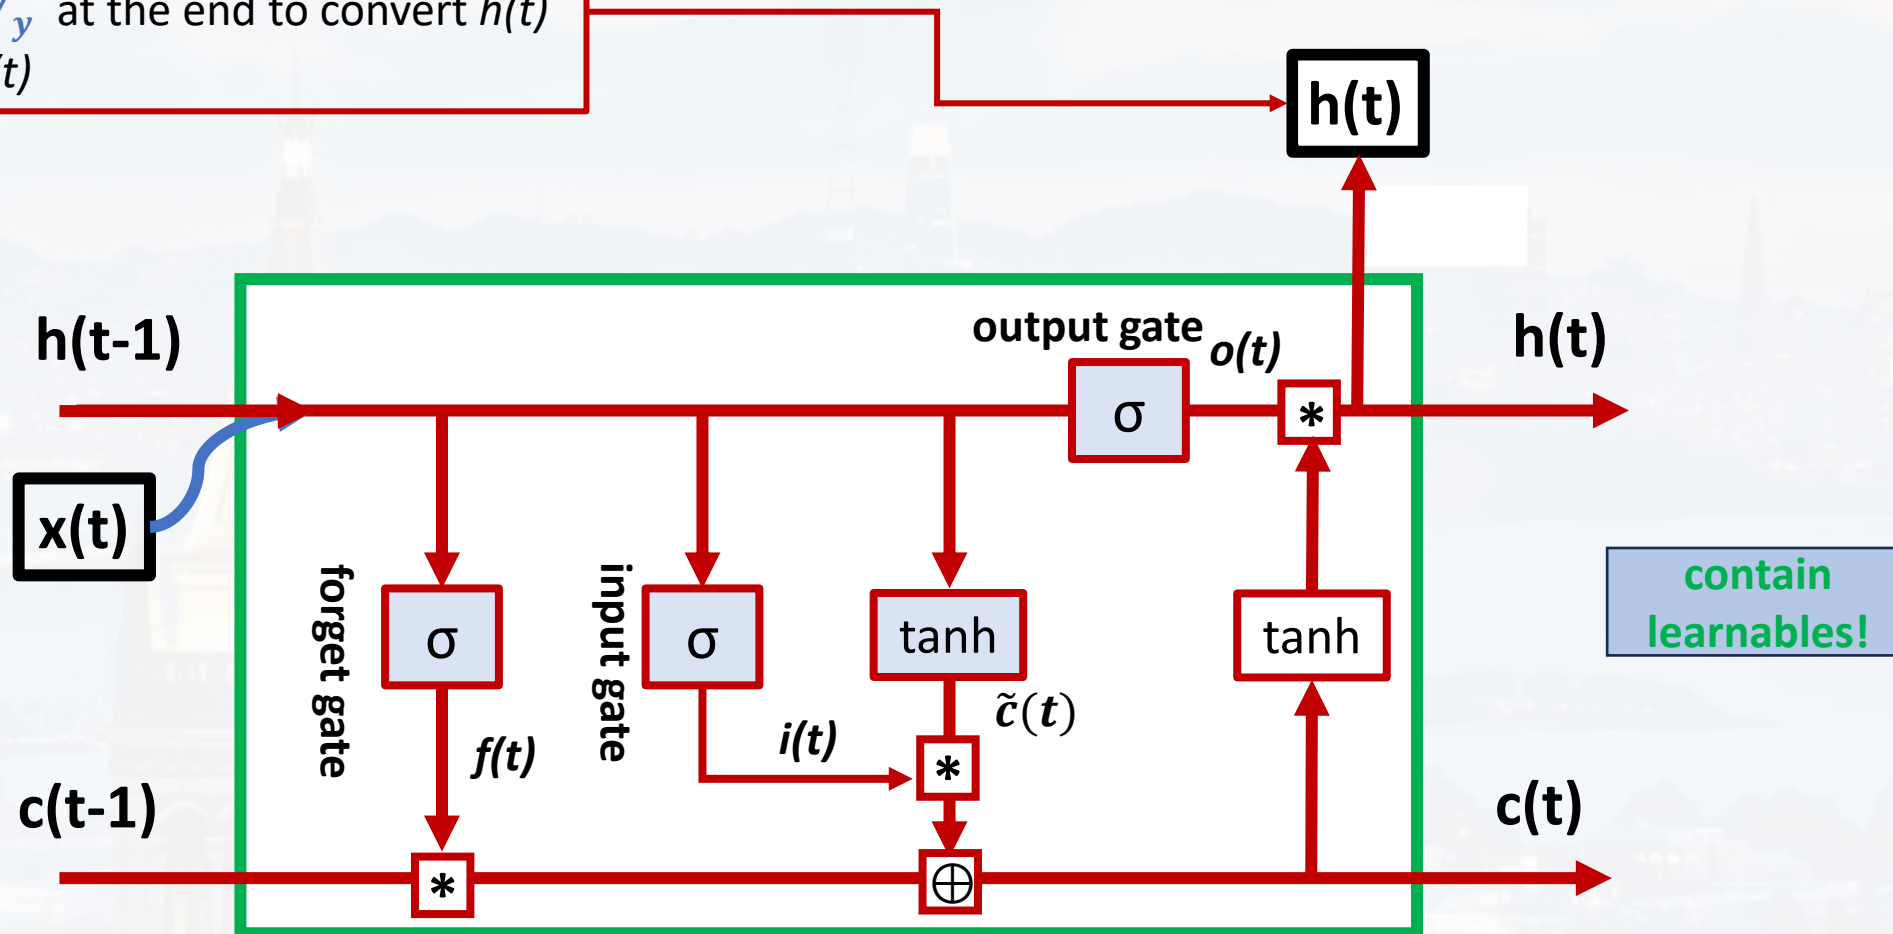 y at the end to convert h(t)
(t)
h(t)
h(t-1)
output gate
o(t)
h(t)
σ
*
x(t)
forget gate
input gate
σ
σ
tanh
tanh
contain
learnables!
c̃(t)
f(t)
i(t)
*
c(t-1)
c(t)
*
⊕